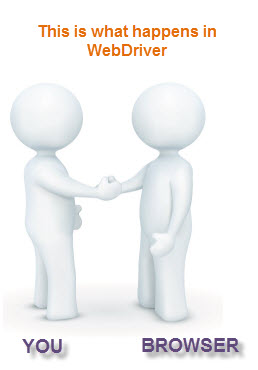 This is what happens in
WebDriver
YOU
BROWSER